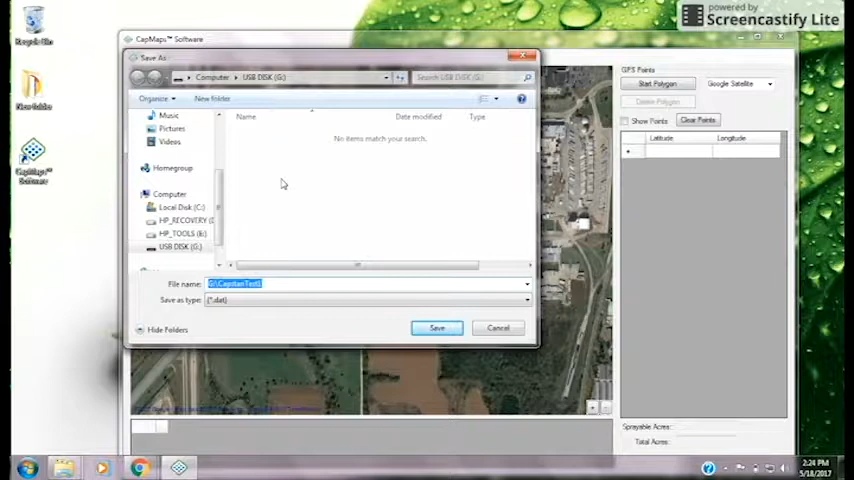 powered by
Screencastify Lite
Recycle Bin
New folder
CapMaps™
Software
CapMaps™ Software
Save As
Computer
USB DISK (G:)
Search USB DISK (G:)
Organize
New folder
Name
Date modified
Type
No items match your search.
Music
Pictures
Videos
Homegroup
Computer
Local Disk (C:)
HP_RECOVERY (
HP_TOOLS (E:)
USB DISK (G:)
File name:
G:\CapstanTest1
Save as type:
(*.dat)
Hide Folders
Save
Cancel
GPS Points
Start Polygon
Google Satellite
Delete Polygon
Show Points
Clear Points
Latitude
Longitude
Sprayable Acres:
Total Acres:
2:24 PM
5/18/2017